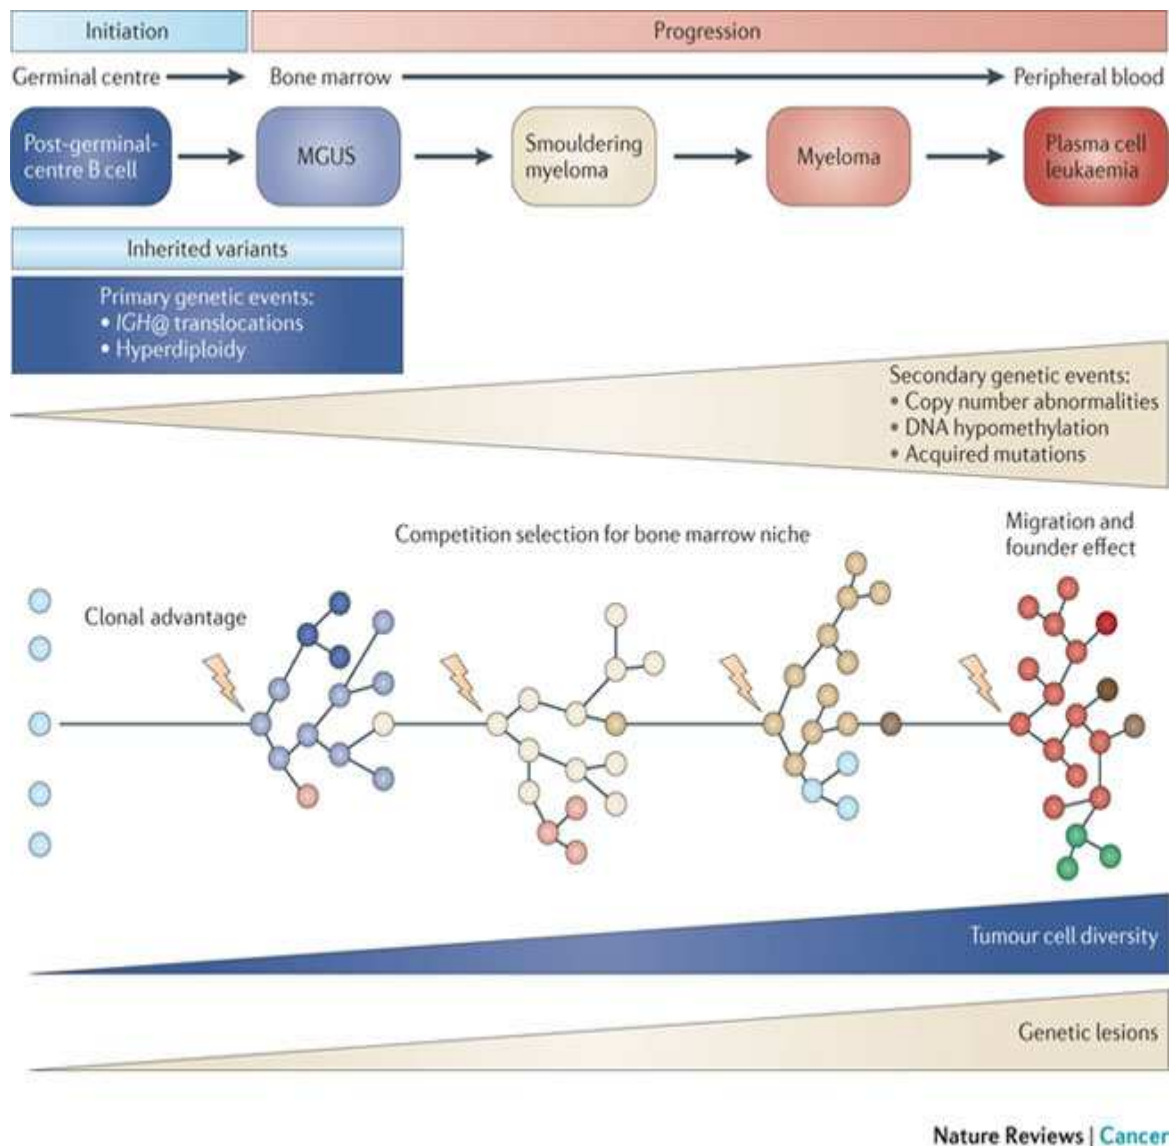 Initiation
Progression
Germinal centre
Bone marrow
Peripheral blood
Post-germinal-
centre B cell
MGUS
Smouldering
myeloma
Myeloma
Plasma cell
leukaemia
Inherited variants
Primary genetic events:
• IGH@ translocations
• Hyperdiploidy
Secondary genetic events:
• Copy number abnormalities
• DNA hypomethylation
• Acquired mutations
Competition selection for bone marrow niche
Migration and
founder effect
Clonal advantage
Tumour cell diversity
Genetic lesions
Nature Reviews | Cancer